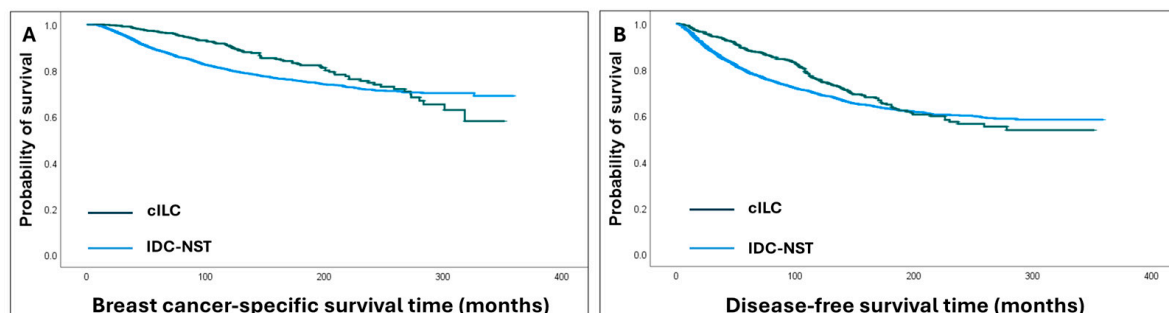 A
Probability of survival
1.0
0.8
0.6
0.4
0.2
0.0
cILC
IDC-NST
0 100 200 300 400
Breast cancer-specific survival time (months)
B
Probability of survival
1.0
0.8
0.6
0.4
0.2
0.0
cILC
IDC-NST
0 100 200 300 400
Disease-free survival time (months)